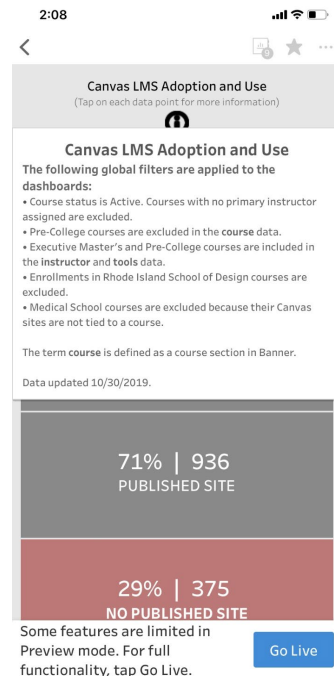 2:08
Canvas LMS Adoption and Use
(Tap on each data point for more information)
Canvas LMS Adoption and Use
The following global filters are applied to the
dashboards:
• Course status is Active. Courses with no primary instructor
assigned are excluded.
• Pre-College courses are excluded in the course data.
• Executive Master's and Pre-College courses are included in
the instructor and tools data.
• Enrollments in Rhode Island School of Design courses are
excluded.
• Medical School courses are excluded because their Canvas
sites are not tied to a course.
The term course is defined as a course section in Banner.
Data updated 10/30/2019.
71% | 936
PUBLISHED SITE
29% | 375
NO PUBLISHED SITE
Some features are limited in
Preview mode. For full
functionality, tap Go Live.
Go Live